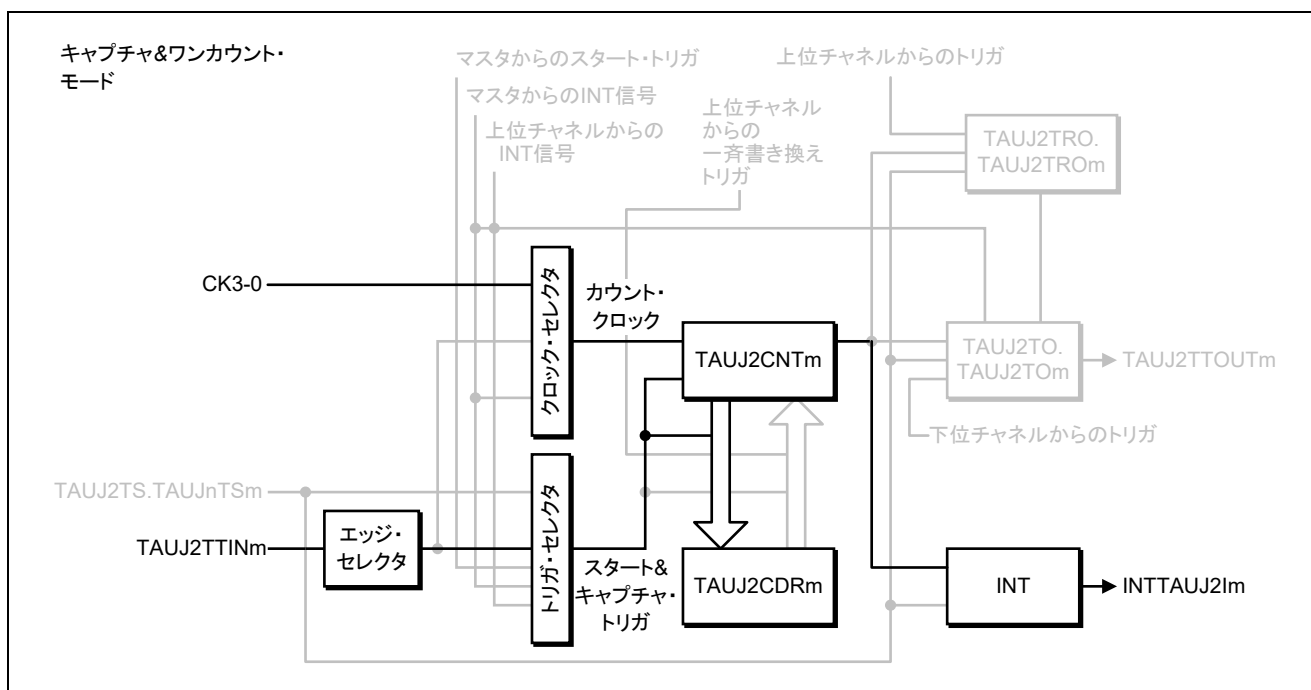 キャプチャ&ワンカウント・
モード
マスタからのスタート・トリガ
マスタからのINT信号
上位チャネルからの
INT信号
上位チャネル
からの
一斉書き換え
トリガ
上位チャネルからのトリガ
TAUJ2TRO.
TAUJ2TROm
CK3-0
クロック・セレクタ
カウント・
クロック
TAUJ2CNTm
TAUJ2TO.
TAUJ2TOm
TAUJ2TTOUTm
下位チャネルからのトリガ
TAUJ2TS.TAUJnTSm
TAUJ2TTINm
エッジ・
セレクタ
トリガ・セレクタ
スタート&
キャプチャ・
トリガ
TAUJ2CDRm
INT
INTTAUJ2Im